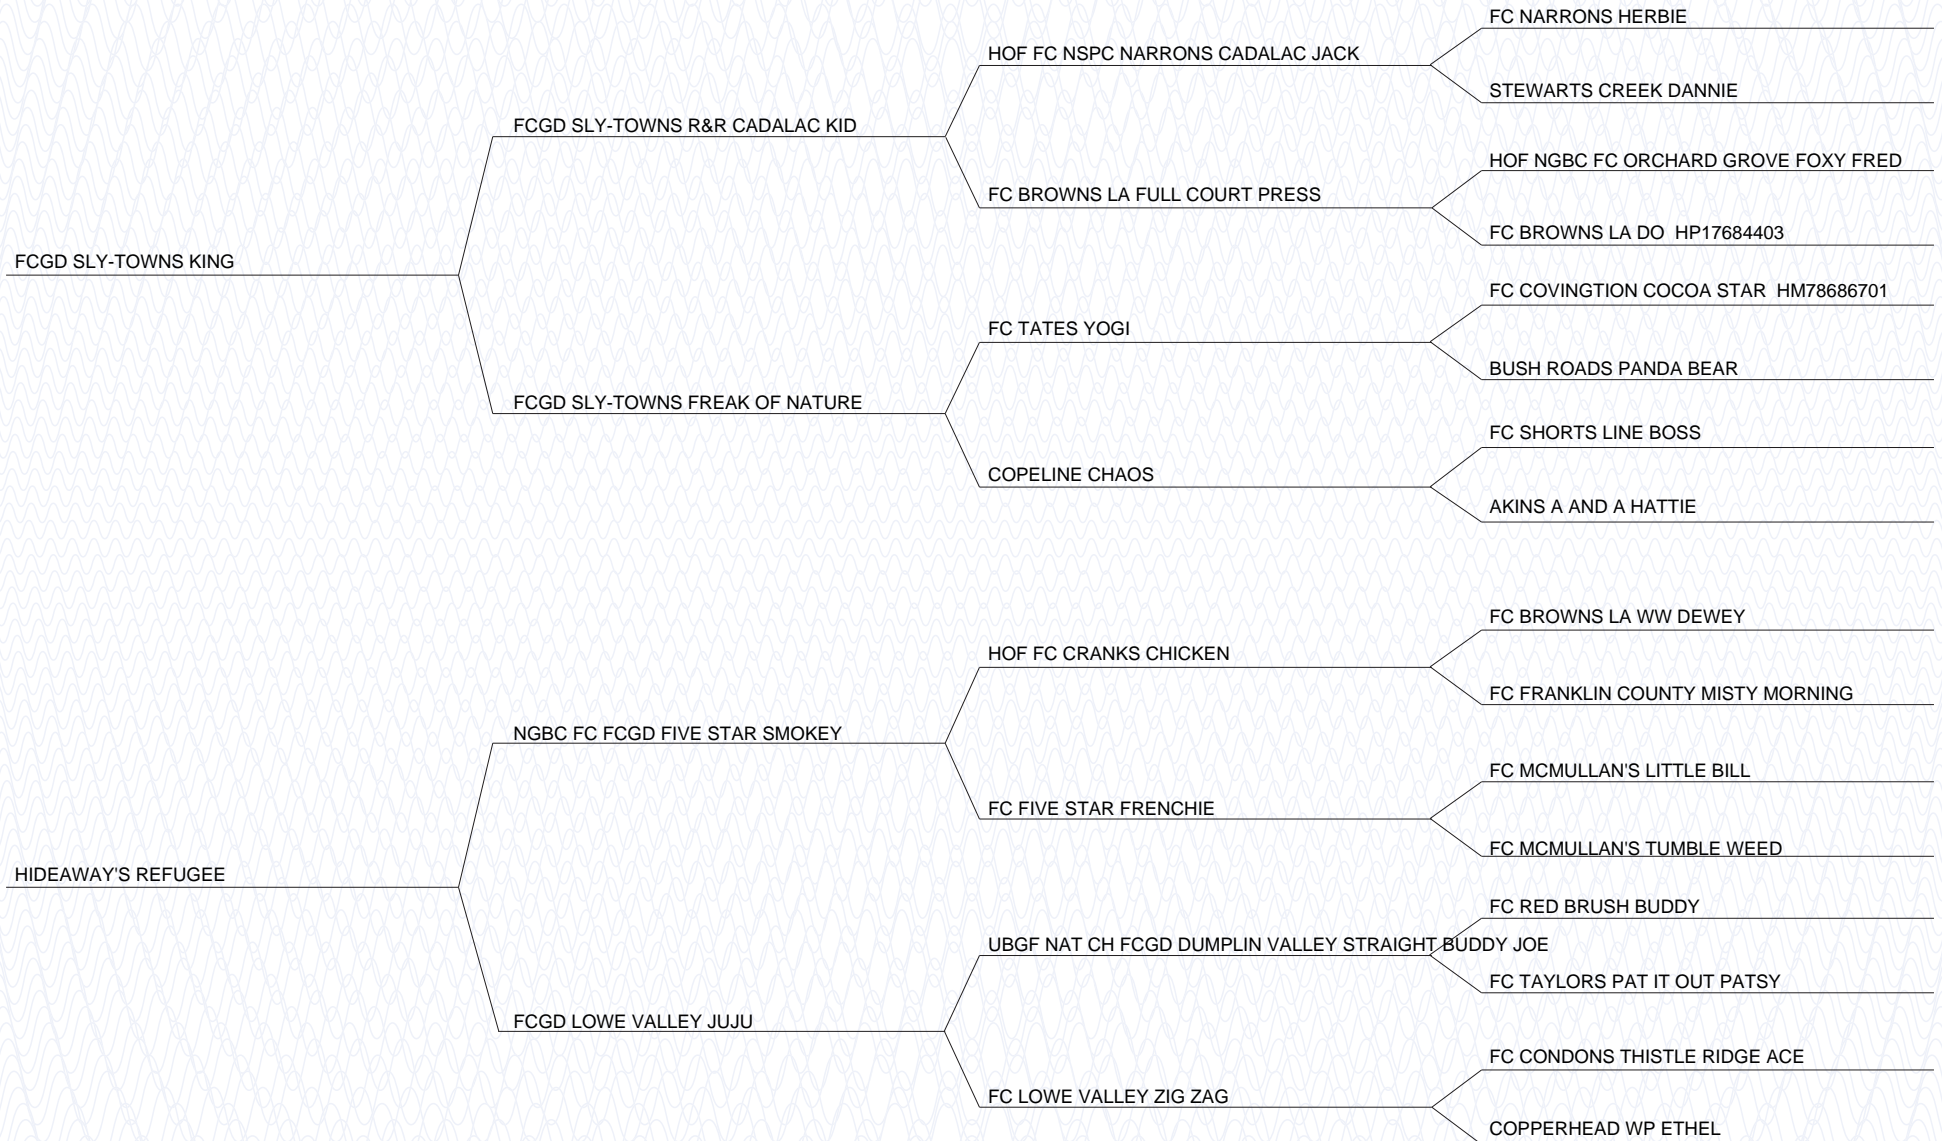 FC NARRONS HERBIE
HOF FC NSPC NARRONS CADALAC JACK
STEWARTS CREEK DANNIE
FCGD SLY-TOWNS R&R CADALAC KID
HOF NGBC FC ORCHARD GROVE FOXY FRED
FC BROWNS LA FULL COURT PRESS
FC BROWNS LA DO HP17684403
FCGD SLY-TOWNS KING
FC COVINGTION COCOA STAR HM78686701
FC TATES YOGI
BUSH ROADS PANDA BEAR
FCGD SLY-TOWNS FREAK OF NATURE
FC SHORTS LINE BOSS
COPELINE CHAOS
AKINS A AND A HATTIE
FC BROWNS LA WW DEWEY
HOF FC CRANKS CHICKEN
FC FRANKLIN COUNTY MISTY MORNING
NGBC FC FCGD FIVE STAR SMOKEY
FC MCMULLAN'S LITTLE BILL
FC FIVE STAR FRENCHIE
FC MCMULLAN'S TUMBLE WEED
HIDEAWAY'S REFUGEE
FC RED BRUSH BUDDY
UBGF NAT CH FCGD DUMPLIN VALLEY STRAIGHT BUDDY JOE
FC TAYLORS PAT IT OUT PATSY
FCGD LOWE VALLEY JUJU
FC CONDONS THISTLE RIDGE ACE
FC LOWE VALLEY ZIG ZAG
COPPERHEAD WP ETHEL